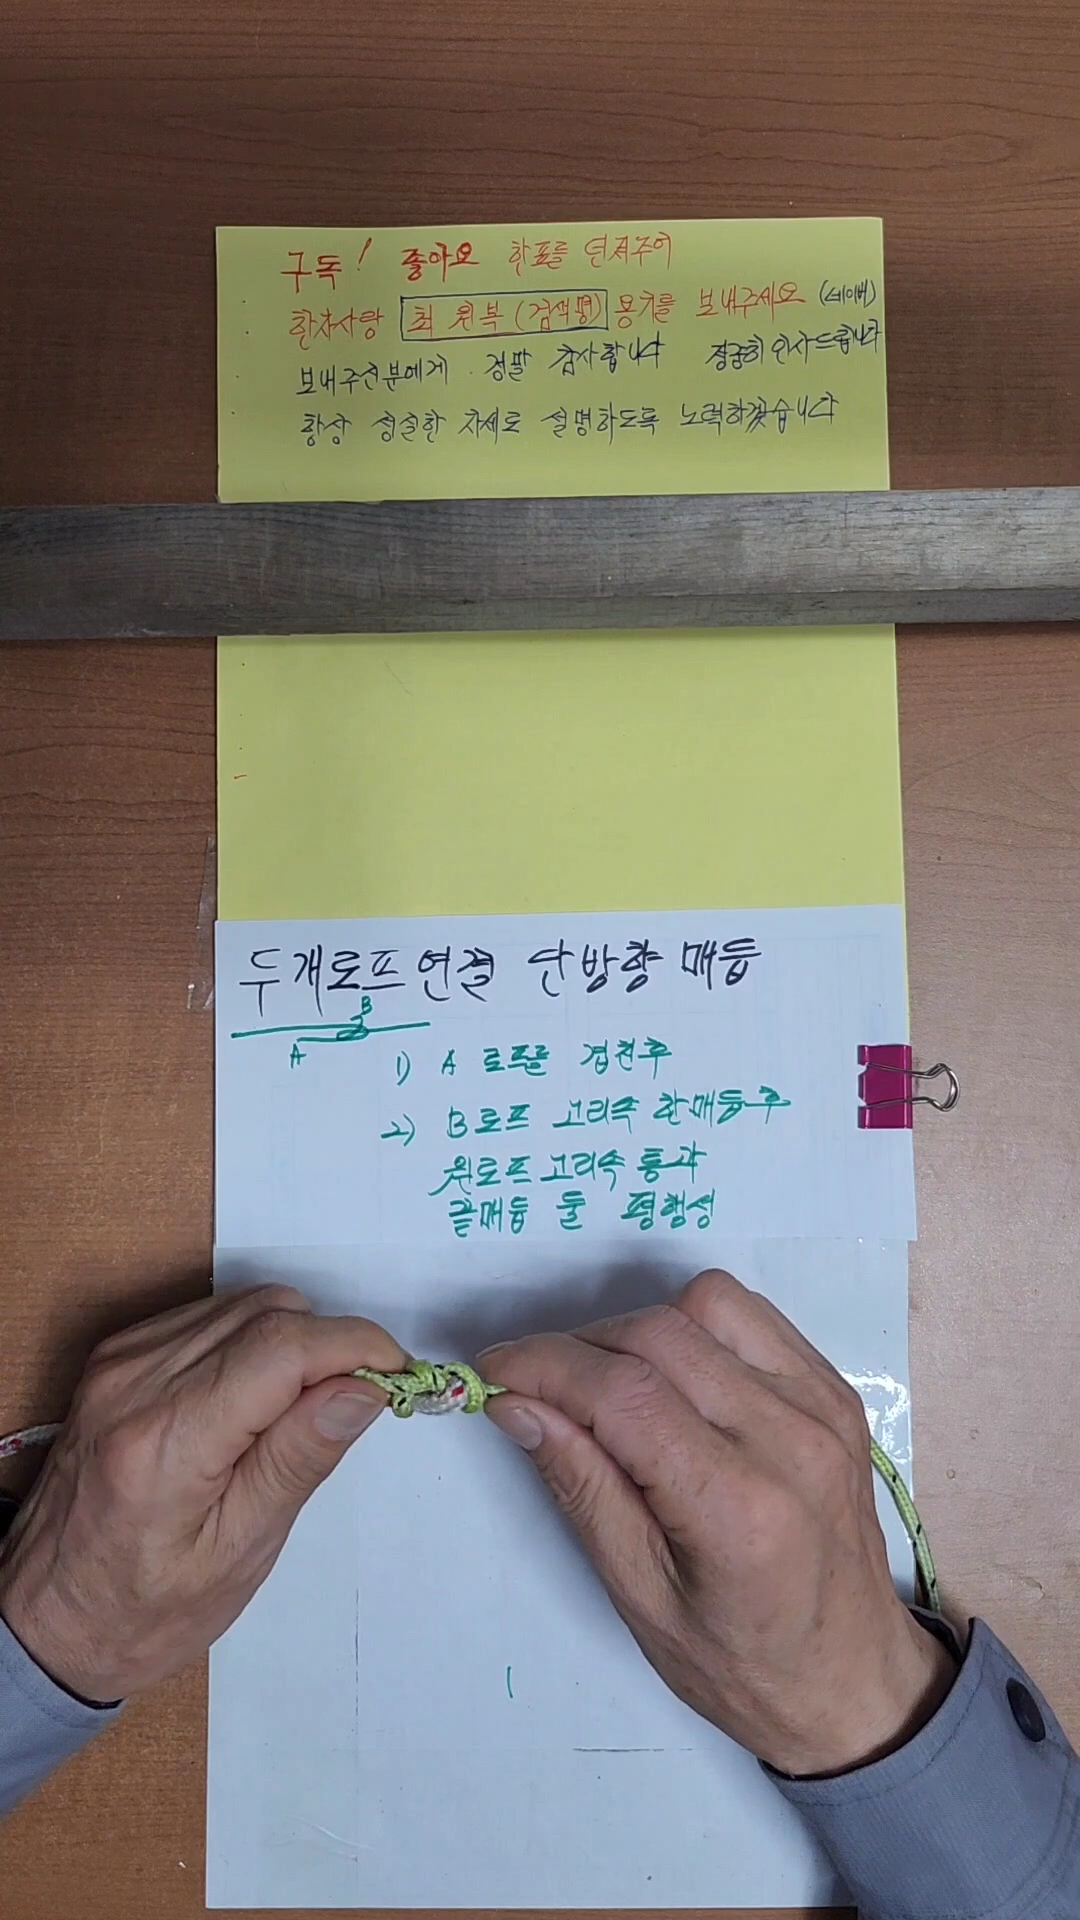 구독! 좋아요 한표를 던져주어
한자사랑 최원복(검색명) 용기를 보내주세요 (네이버)
보내주신분에게 정말 감사합니다 정중히 인사드립니다
항상 성실한 자세로 설명하도록 노력하겠습니다
두개로프연결 단방향 매듭
B
A
1) A 로프를 겹친후
2) B로프 고리속 한매듭후
원로프 고리속 통과
끝매듭 둘 평행성